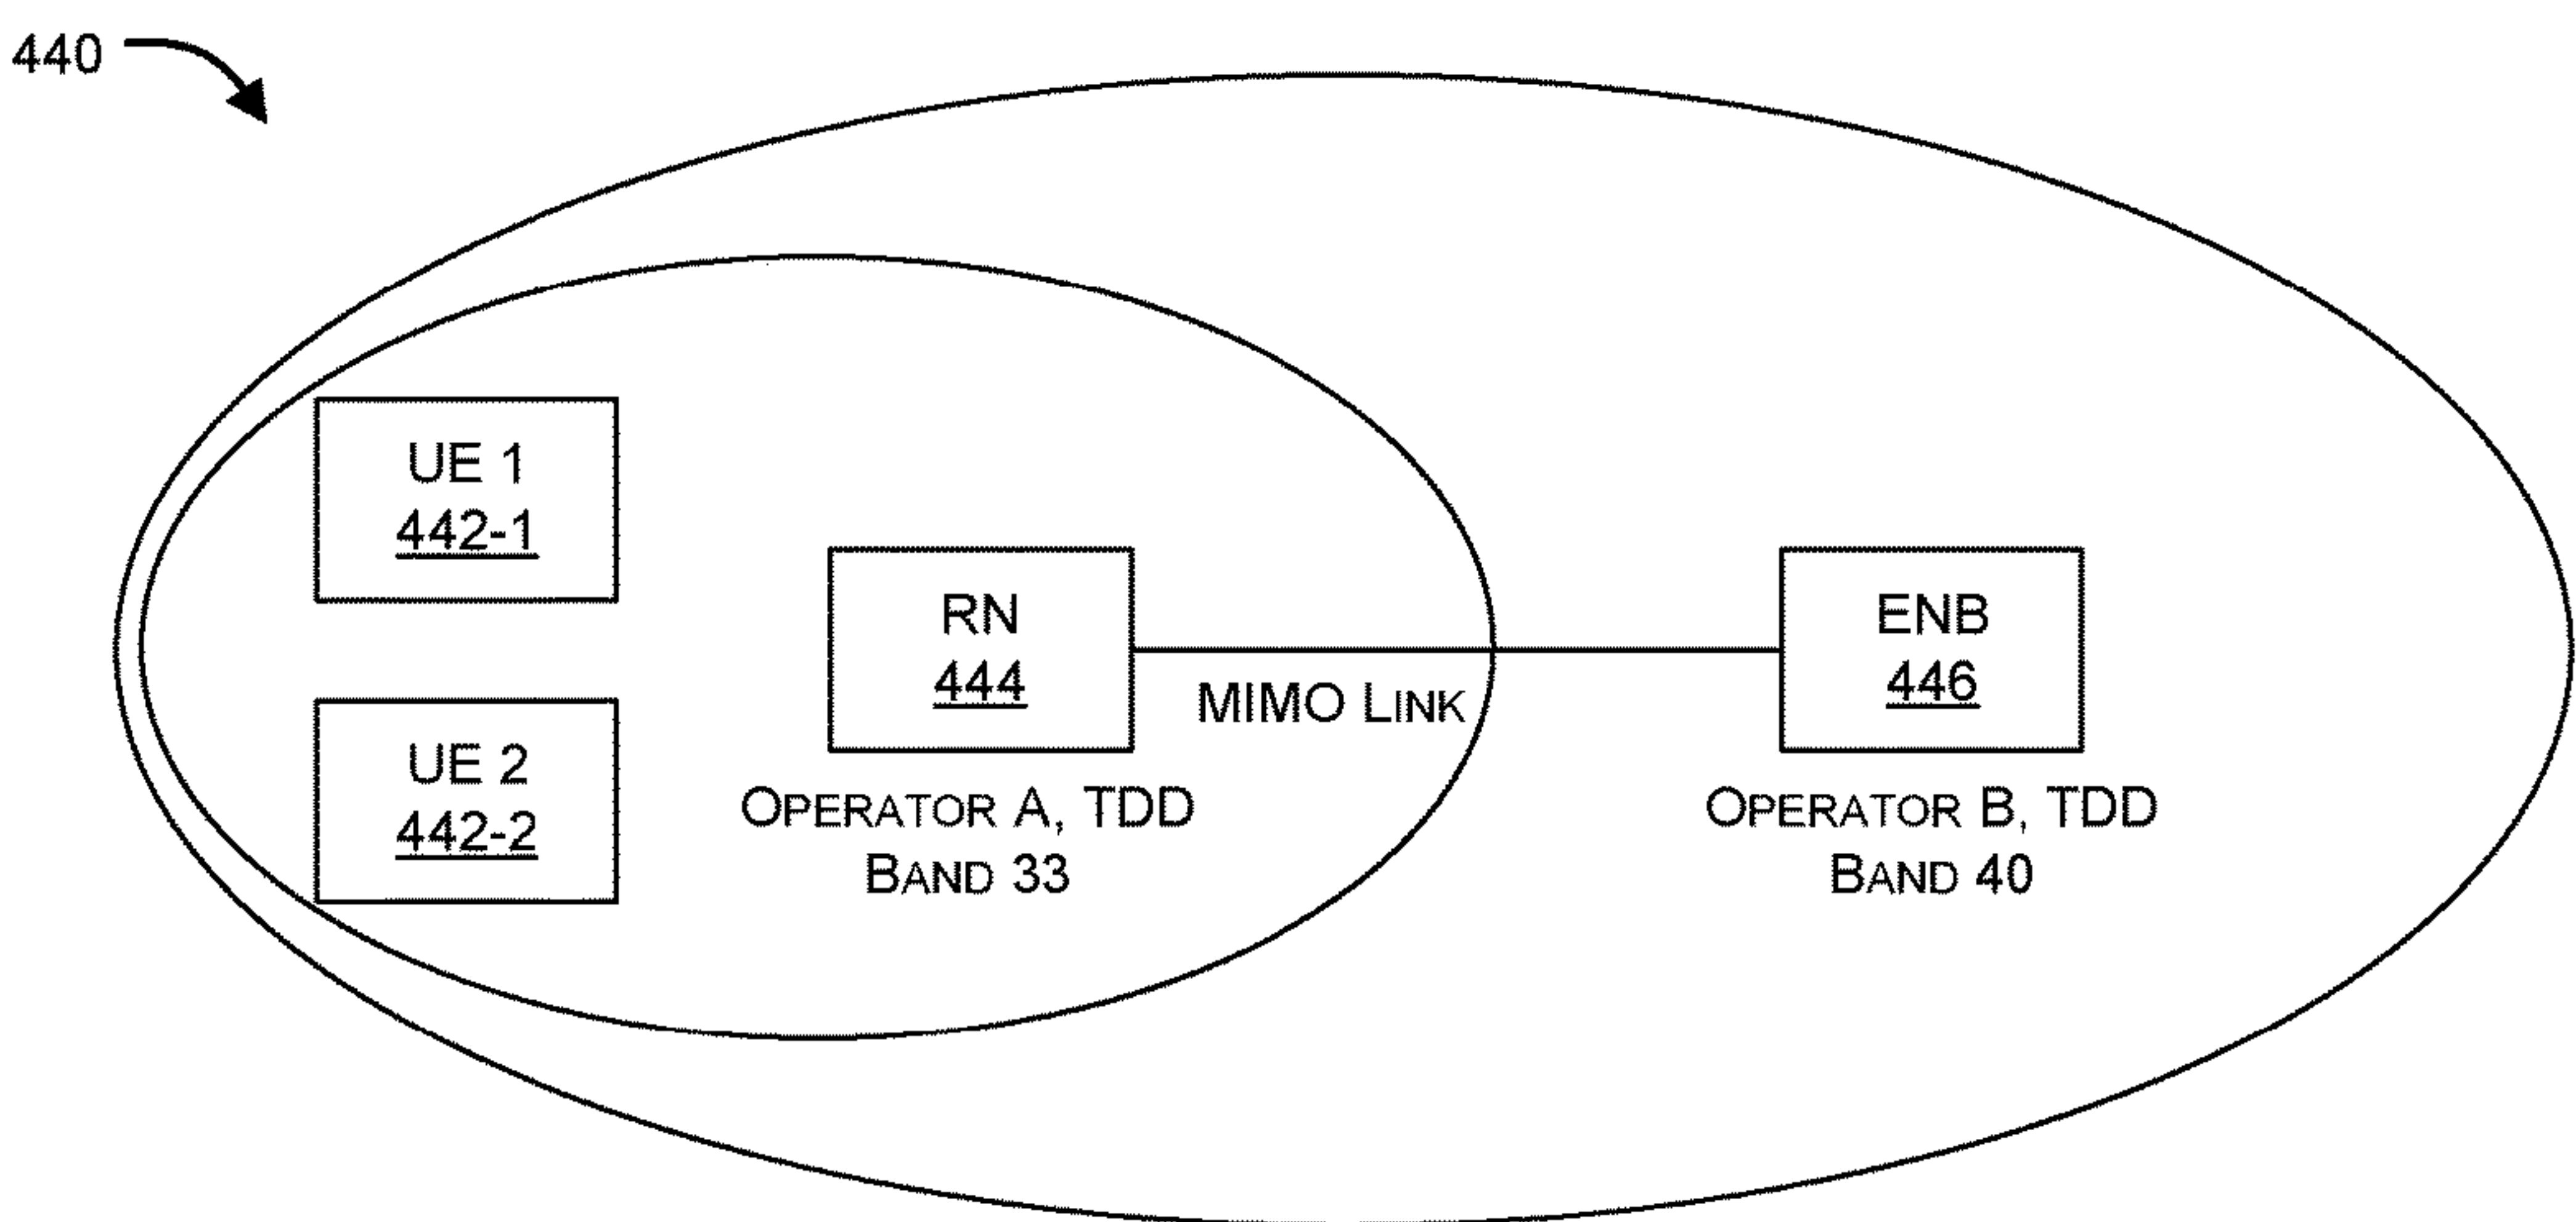 440
UE 1
442-1
UE 2
442-2
RN
444
MIMO LINK
OPERATOR A, TDD
BAND 33
ENB
446
OPERATOR B, TDD
BAND 40